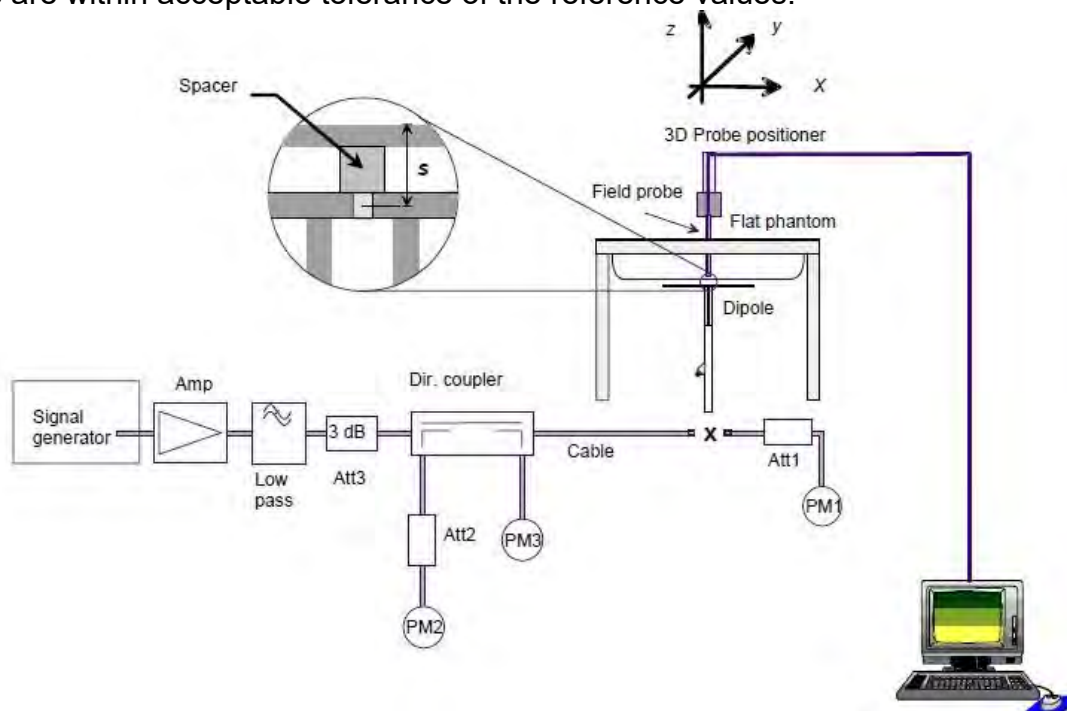 are within acceptable tolerance of the reference values.
z
y
X
Spacer
s
3D Probe positioner
Field probe
Flat phantom
Dipole
Signal
generator
Amp
Low
pass
3 dB
Att3
Dir. coupler
Cable
x
Att1
PM1
Att2
PM3
PM2